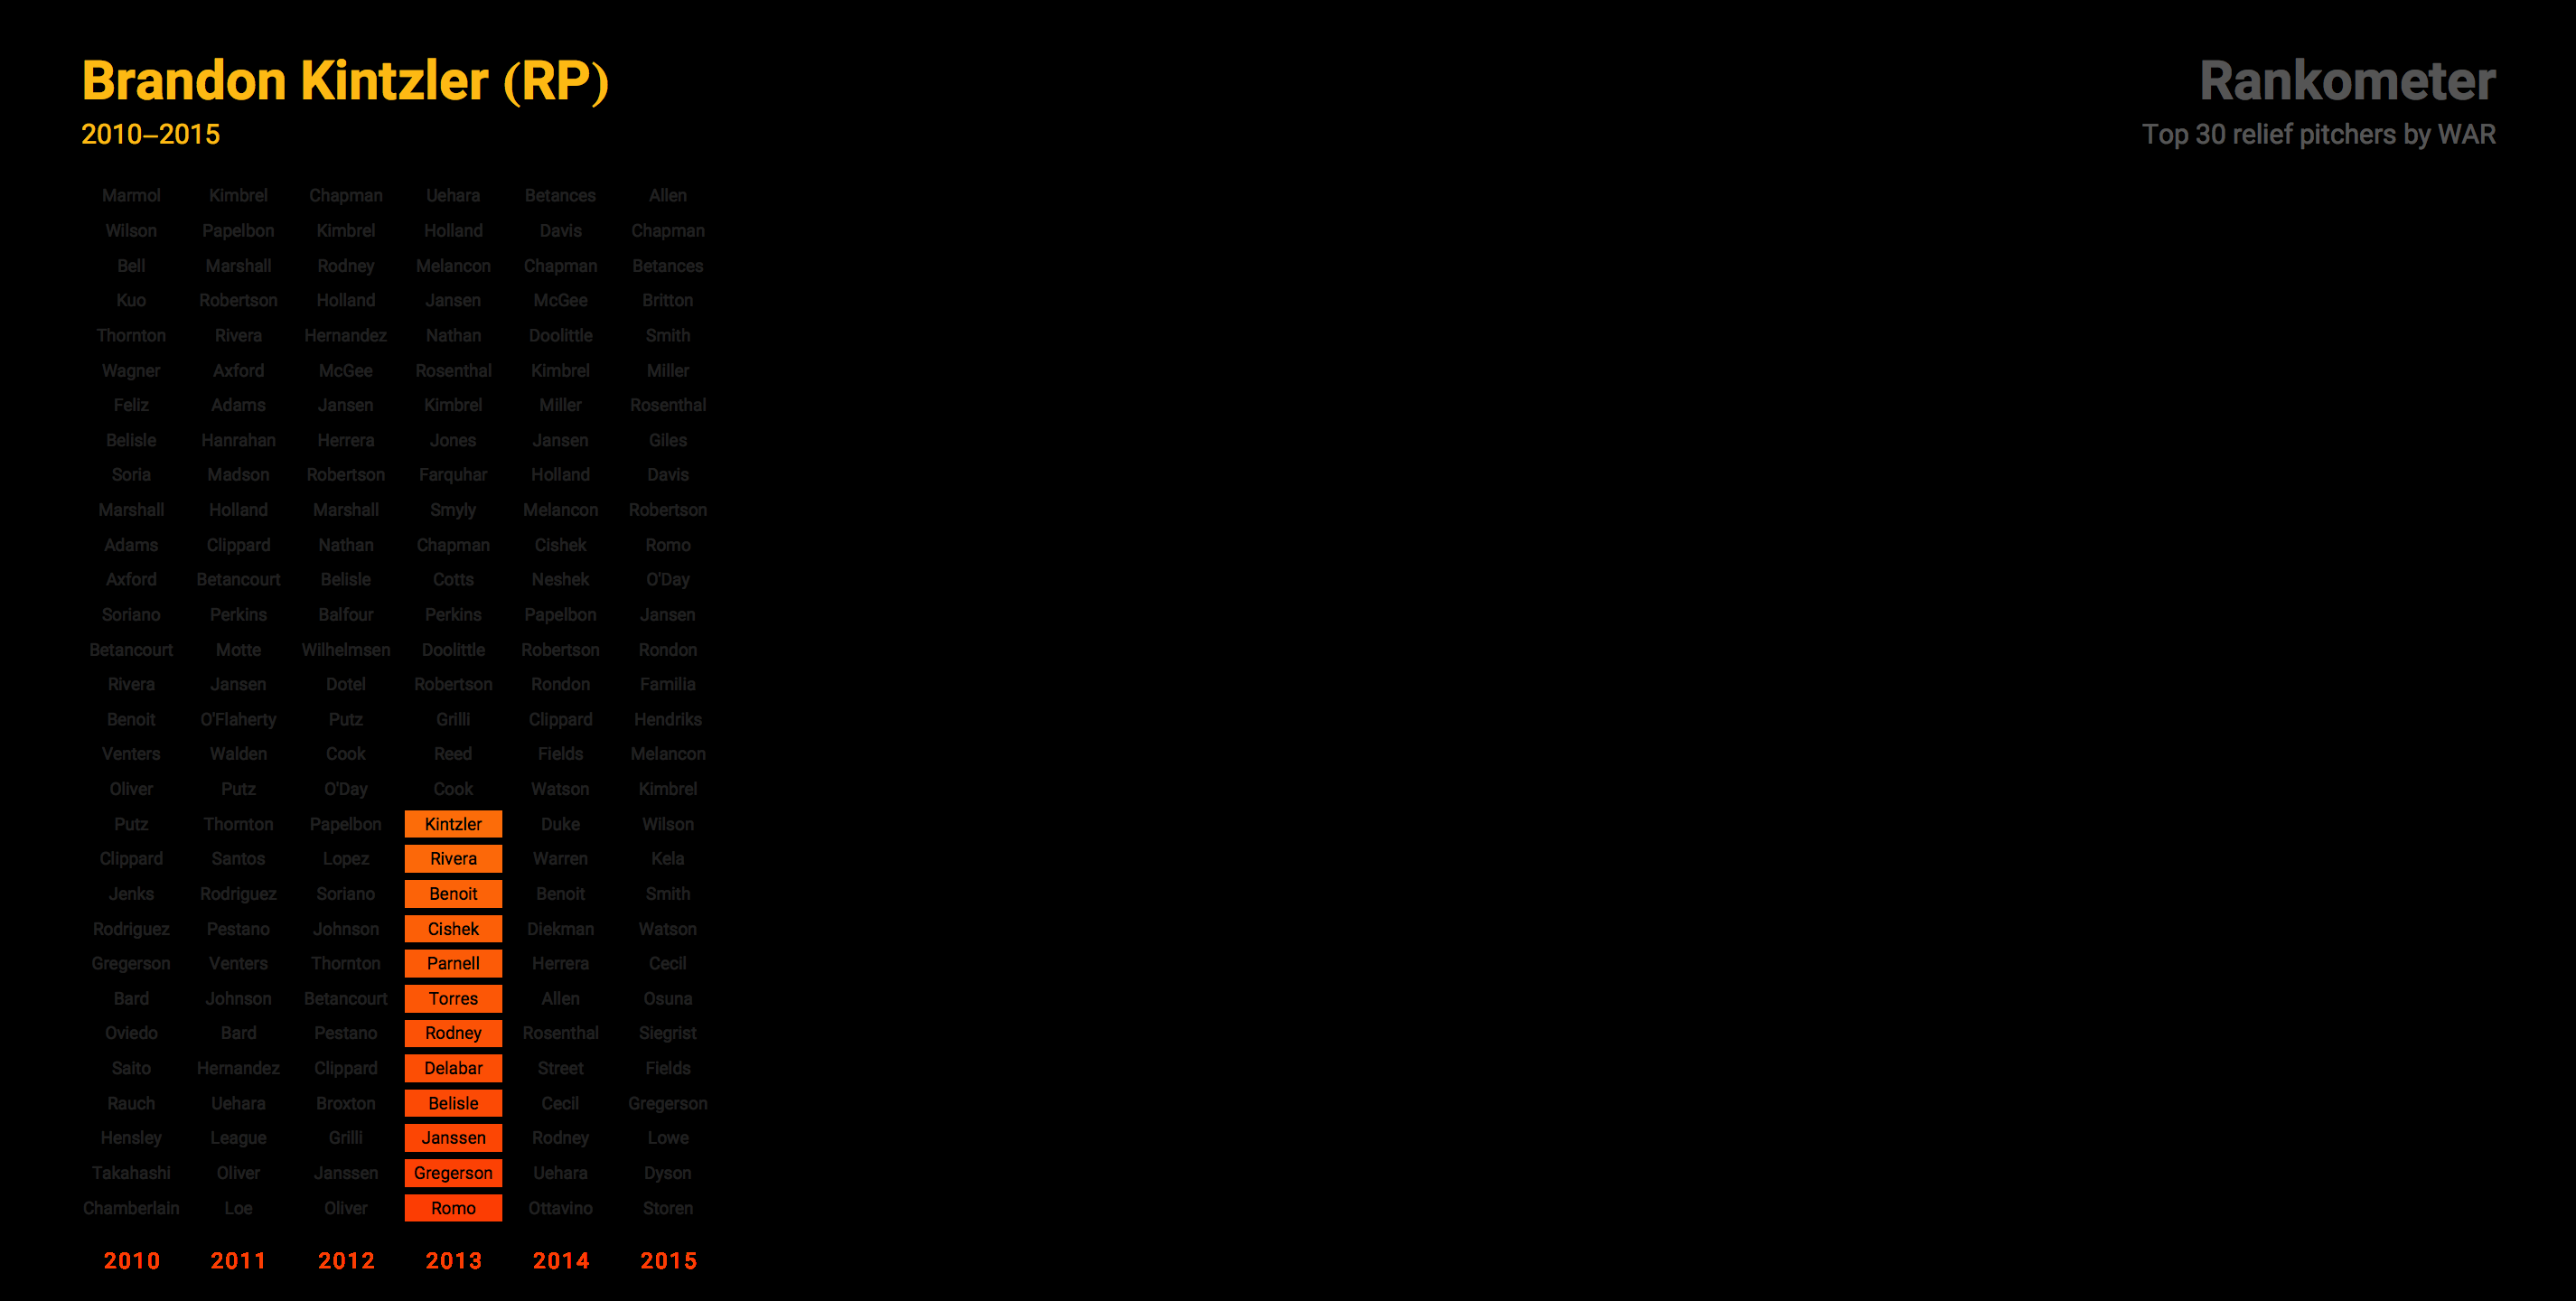 Brandon Kintzler (RP)
2010–2015
Rankometer
Top 30 relief pitchers by WAR
Marmol Kimbrel Chapman Uehara Betances Allen
Wilson Papelbon Kimbrel Holland Davis Chapman
Bell Marshall Rodney Melancon Chapman Betances
Kuo Robertson Holland Jansen McGee Britton
Thornton Rivera Hernandez Nathan Doolittle Smith
Wagner Axford McGee Rosenthal Kimbrel Miller
Feliz Adams Jansen Kimbrel Miller Rosenthal
Belisle Hanrahan Herrera Jones Jansen Giles
Soria Madson Robertson Farquhar Holland Davis
Marshall Holland Marshall Smyly Melancon Robertson
Adams Clippard Nathan Chapman Cishek Romo
Axford Betancourt Belisle Cotts Neshek O'Day
Soriano Perkins Balfour Perkins Papelbon Jansen
Betancourt Motte Wilhelmsen Doolittle Robertson Rondon
Rivera Jansen Dotel Robertson Rondon Familia
Benoit O'Flaherty Putz Grilli Clippard Hendriks
Venters Walden Cook Reed Fields Melancon
Oliver Putz O'Day Cook Watson Kimbrel
Putz Thornton Papelbon Kintzler Duke Wilson
Clippard Santos Lopez Rivera Warren Kela
Jenks Rodriguez Soriano Benoit Benoit Smith
Rodriguez Pestano Johnson Cishek Diekman Watson
Gregerson Venters Thornton Parnell Herrera Cecil
Bard Johnson Betancourt Torres Allen Osuna
Oviedo Bard Pestano Rodney Rosenthal Siegrist
Saito Hernandez Clippard Delabar Street Fields
Rauch Uehara Broxton Belisle Cecil Gregerson
Hensley League Grilli Janssen Rodney Lowe
Takahashi Oliver Janssen Gregerson Uehara Dyson
Chamberlain Loe Oliver Romo Ottavino Storen
2010 2011 2012 2013 2014 2015